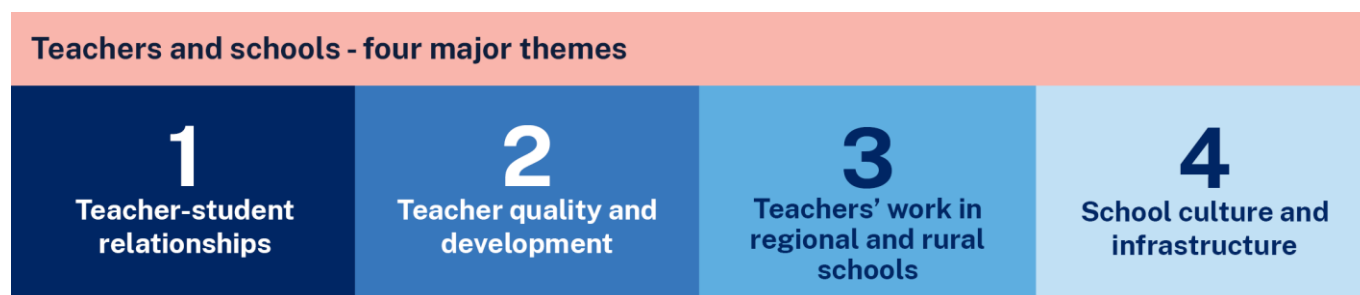 Teachers and schools - four major themes
1
Teacher-student
relationships
2
Teacher quality and
development
3
Teachers’ work in
regional and rural
schools
4
School culture and
infrastructure